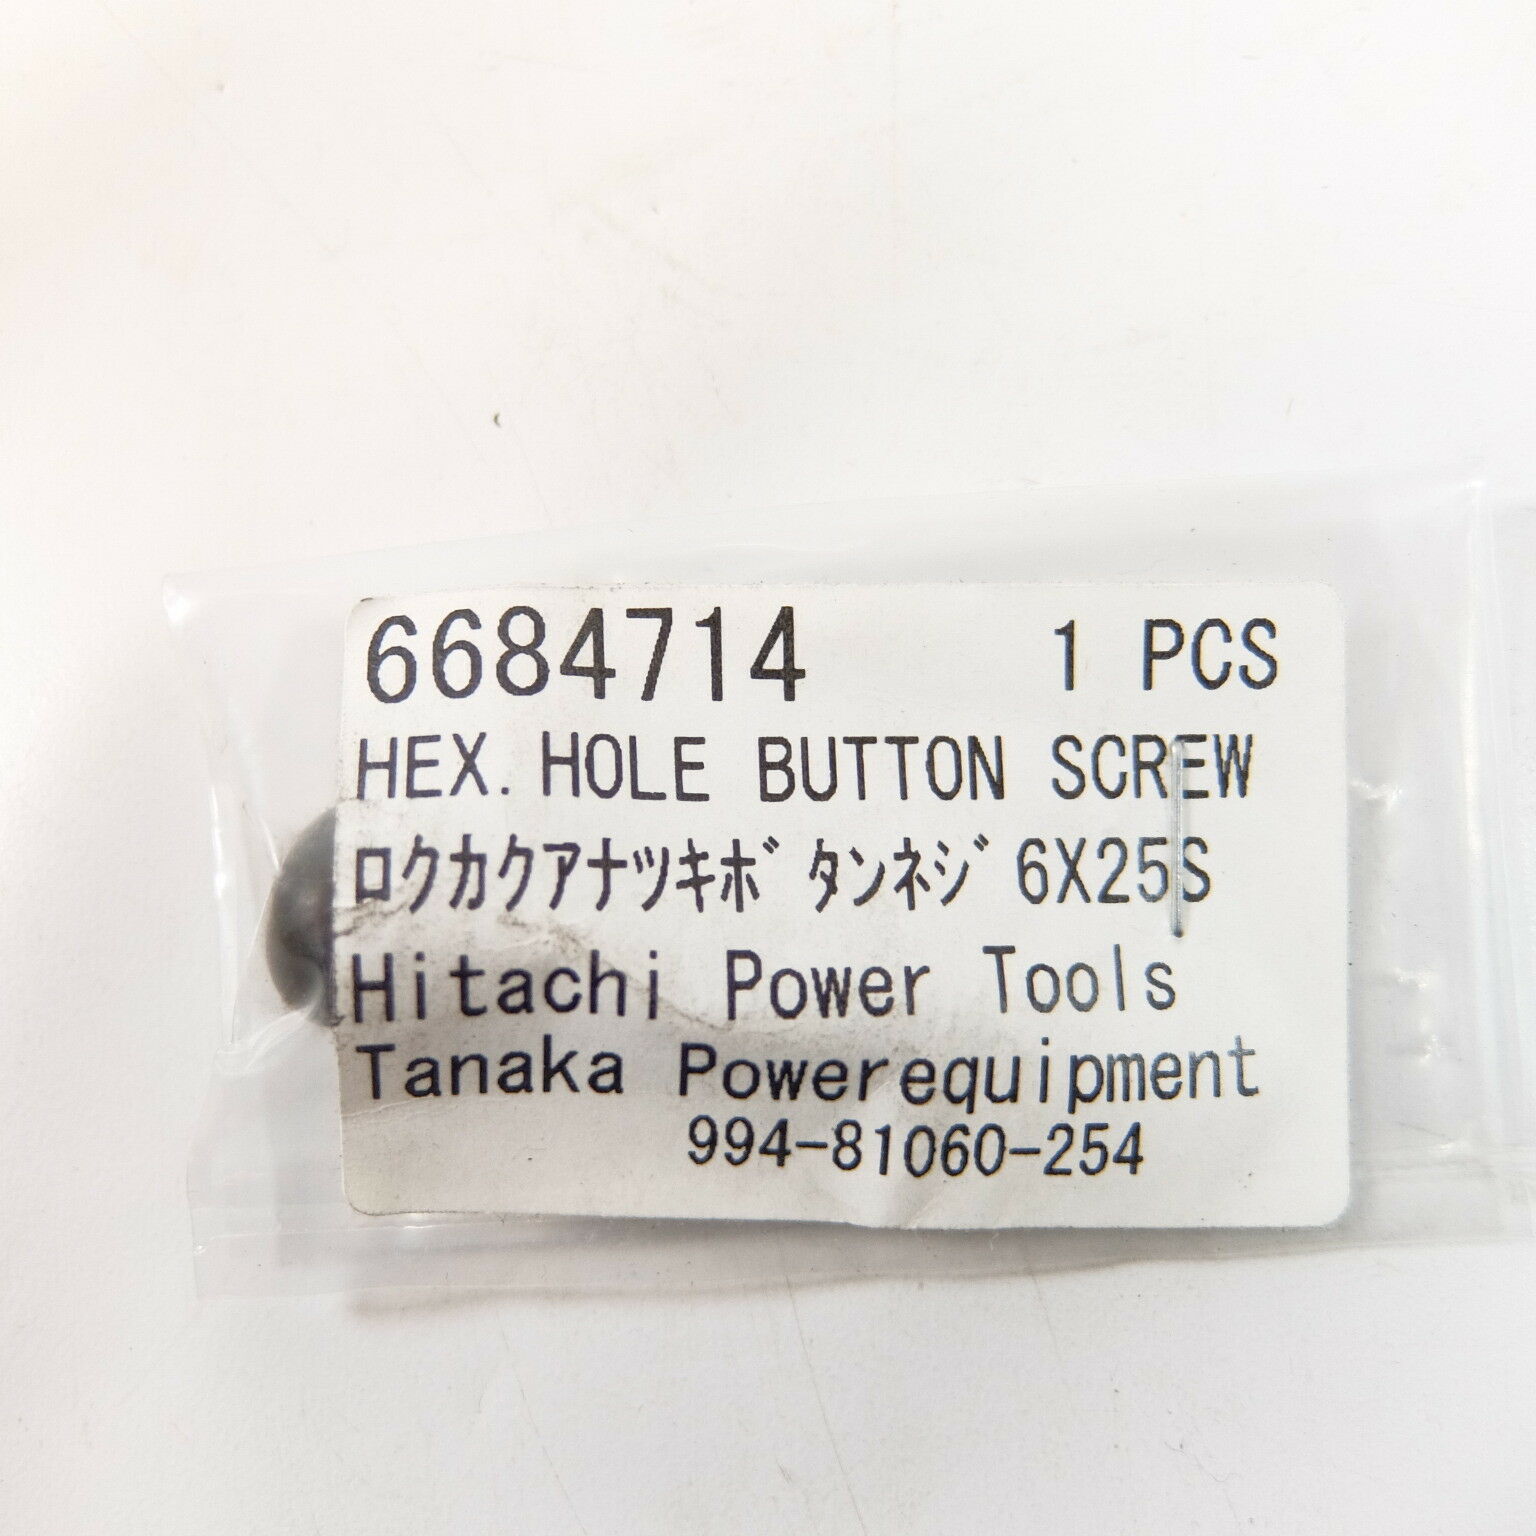 6684714 1 PCS
HEX. HOLE BUTTON SCREW
ﾛｸｶｸｱﾅﾂｷﾎﾞﾀﾝﾈｼﾞ 6X25S
Hitachi Power Tools
Tanaka Powerequipment
994-81060-254